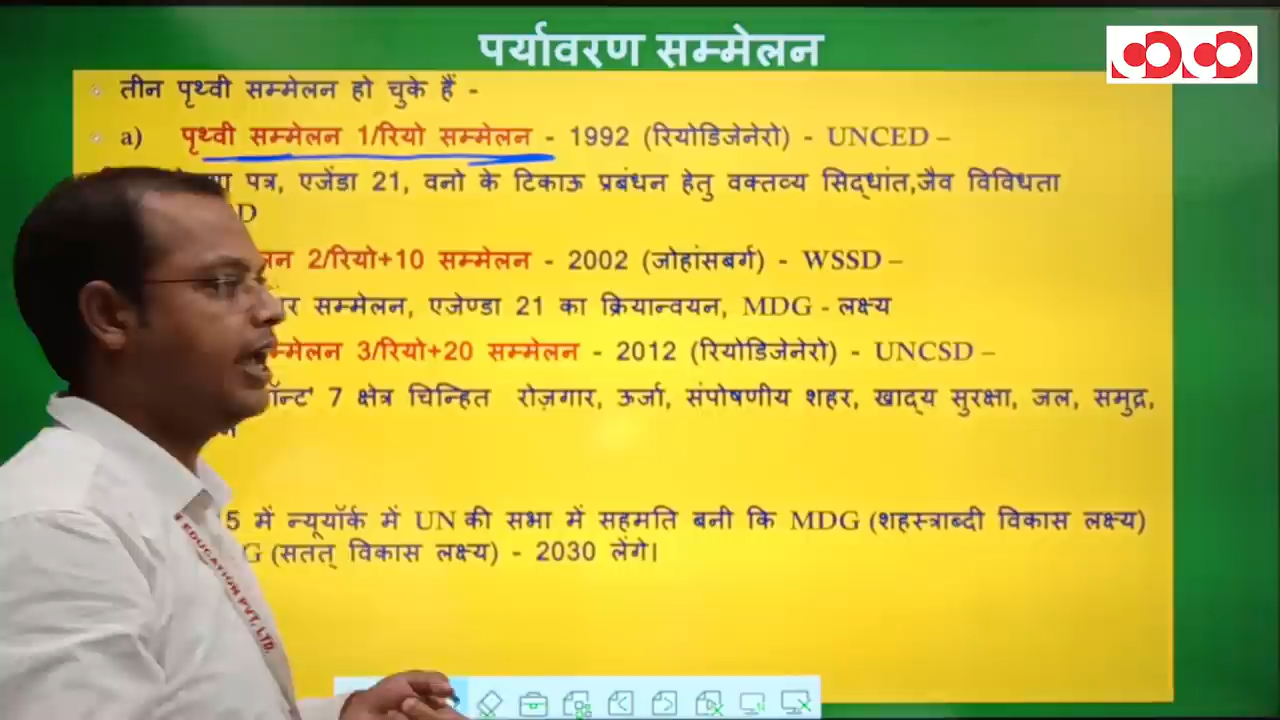 पर्यावरण सम्मेलन
तीन पृथ्वी सम्मेलन हो चुके हैं -
a) पृथ्वी सम्मेलन 1/रियो सम्मेलन - 1992 (रियोडिजेनेरो) - UNCED –
पत्र, एजेंडा 21, वनो के टिकाऊ प्रबंधन हेतु वक्तव्य सिद्धांत,जैव विविधता
D
2/रियो+10 सम्मेलन - 2002 (जोहांसबर्ग) - WSSD –
सम्मेलन, एजेण्डा 21 का क्रियान्वयन, MDG - लक्ष्य
3/रियो+20 सम्मेलन - 2012 (रियोडिजेनेरो) - UNCSD –
7 क्षेत्र चिन्हित रोज़गार, ऊर्जा, संपोषणीय शहर, खाद्य सुरक्षा, जल, समुद्र,
5 में न्यूयॉर्क में UN की सभा में सहमति बनी कि MDG (शहस्त्राब्दी विकास लक्ष्य)
G (सतत् विकास लक्ष्य) - 2030 लेंगे।
EDUCATION PVT. LTD.